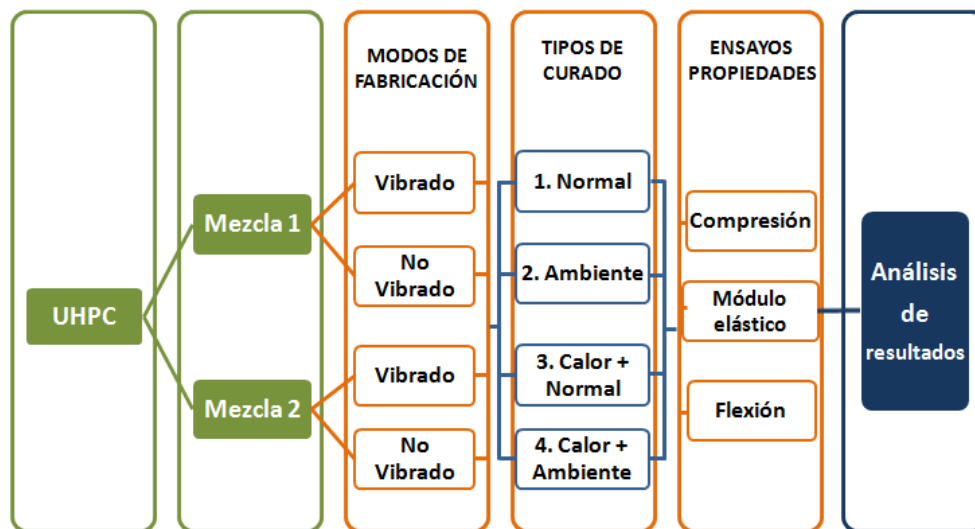 UHPC
Mezcla 1
Mezcla 2
MODOS DE
FABRICACIÓN
Vibrado
No
Vibrado
Vibrado
No
Vibrado
TIPOS DE
CURADO
1. Normal
2. Ambiente
3. Calor +
Normal
4. Calor +
Ambiente
ENSAYOS
PROPIEDADES
Compresión
Módulo
elástico
Flexión
Análisis
de
resultados